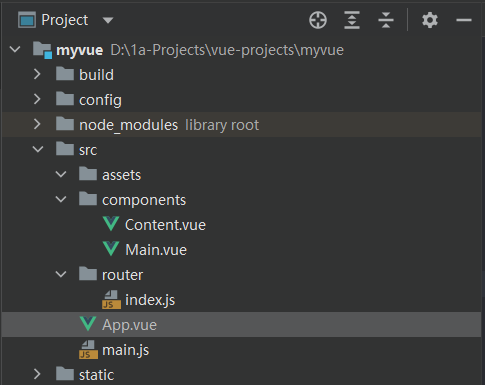 Project
myvue D:\1a-Projects\vue-projects\myvue
build
config
node_modules library root
src
assets
components
Content.vue
Main.vue
router
JS index.js
App.vue
JS main.js
static